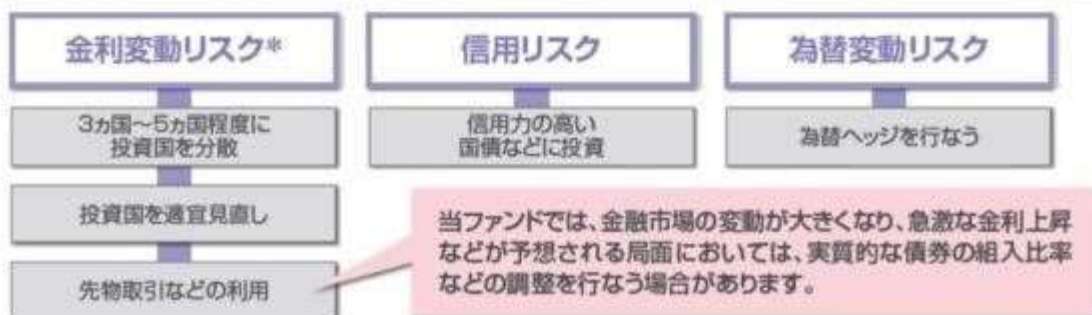 金利変動リスク*
信用リスク
為替変動リスク
3ヵ国～5ヵ国程度に
投資国を分散
信用力の高い
国債などに投資
為替ヘッジを行なう
投資国を適宜見直し
先物取引などの利用
当ファンドでは、金融市場の変動が大きくなり、急激な金利上昇
などが予想される局面においては、実質的な債券の組入比率
などの調整を行なう場合があります。